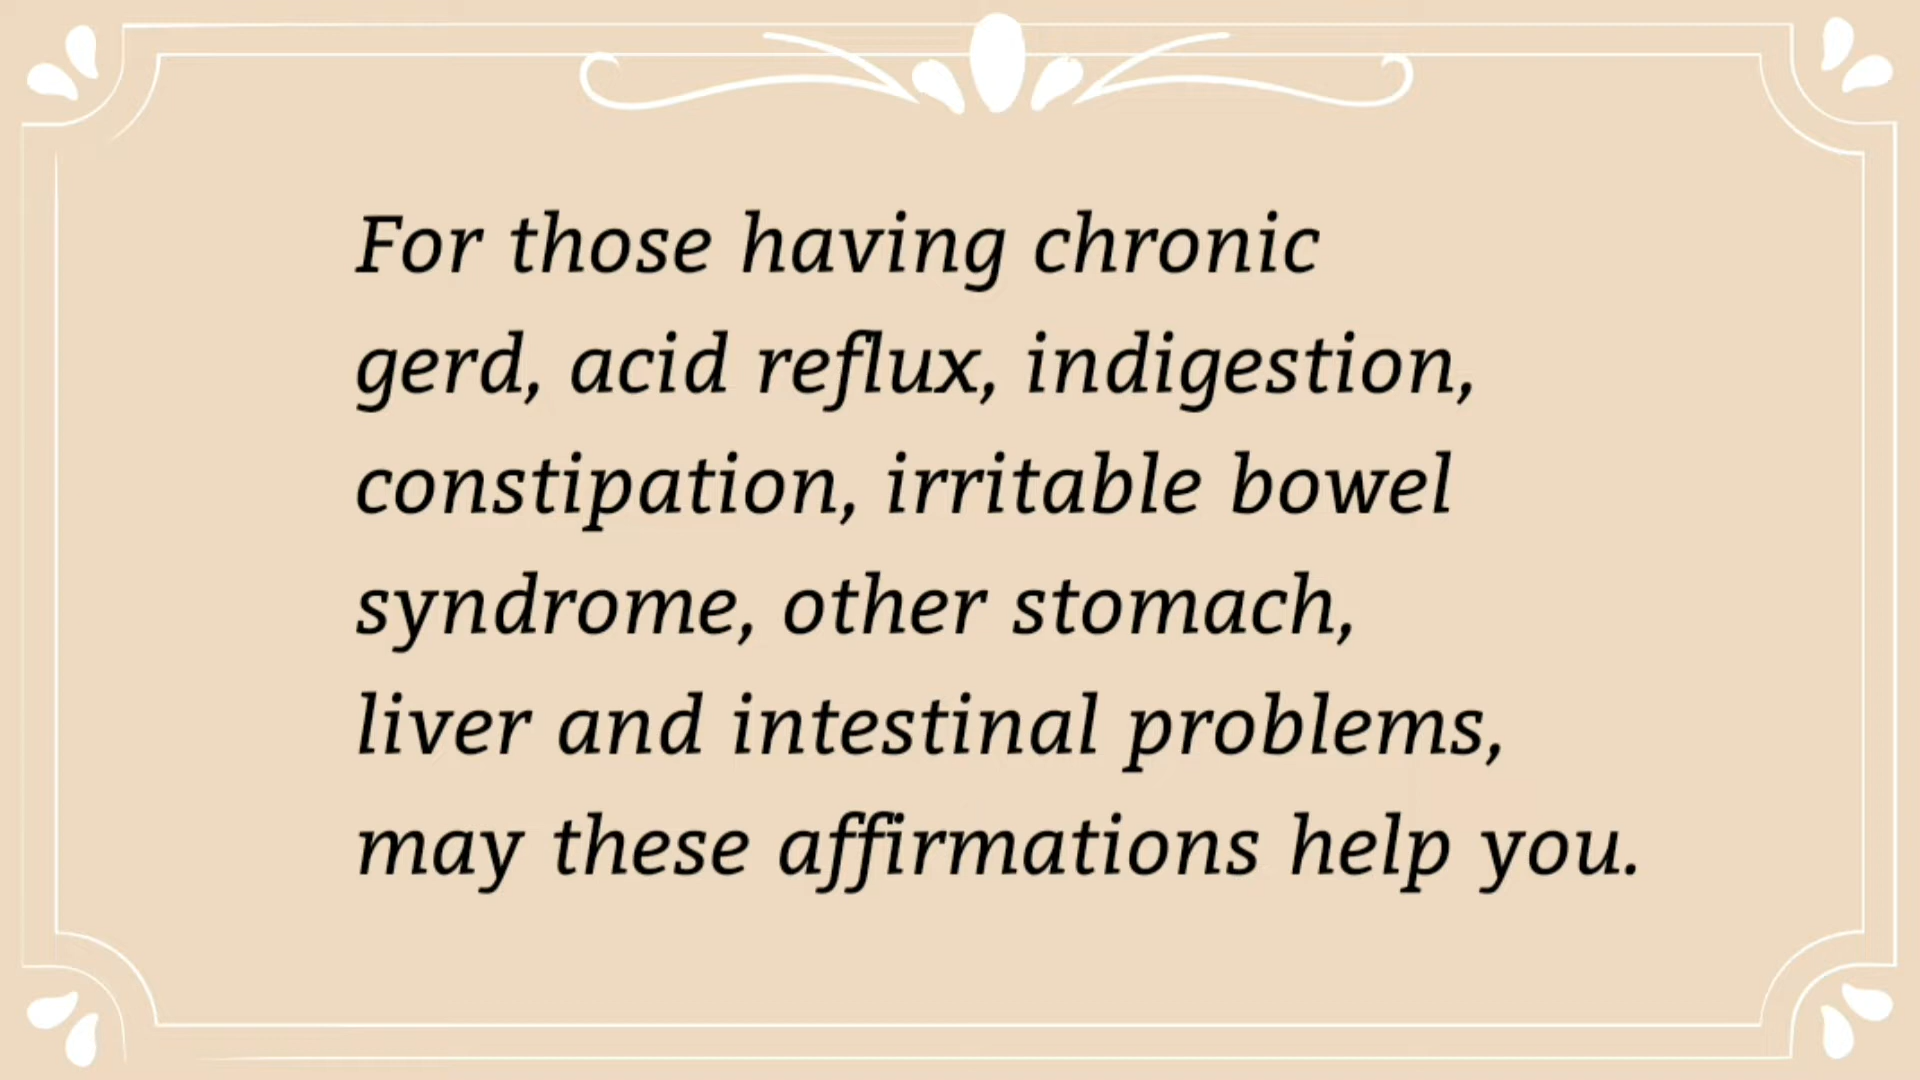 For those having chronic
gerd, acid reflux, indigestion,
constipation, irritable bowel
syndrome, other stomach,
liver and intestinal problems,
may these affirmations help you.